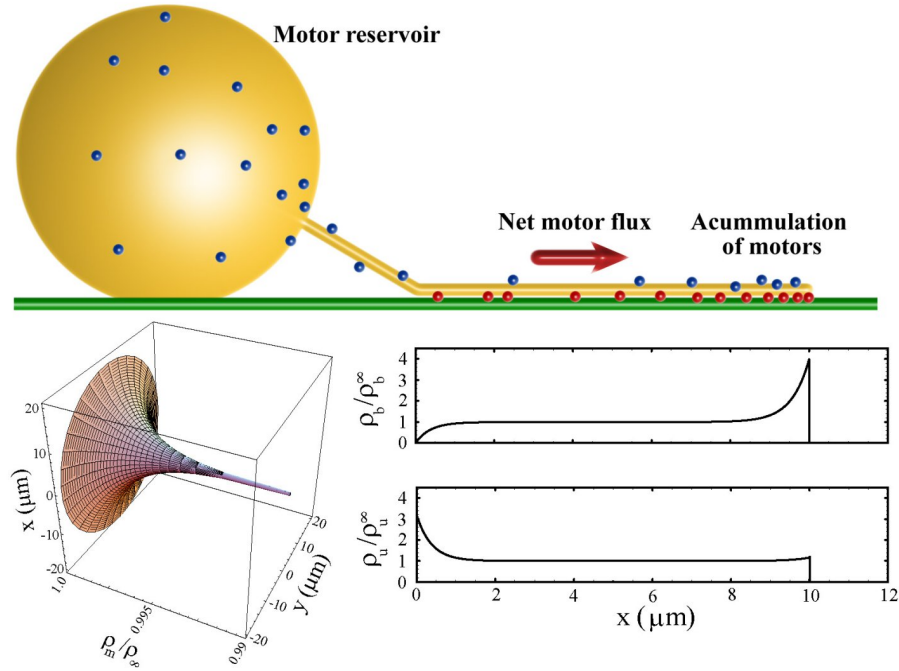 Motor reservoir
Net motor flux
Acummulation
of motors
20
10
0
-10
-20
x (μm)
1.0
0.995
0.99
ρm/ρ∞
-20
-10
0
10
20
y (μm)
4
3
2
1
0
ρb/ρb∞
4
3
2
1
0
ρu/ρu∞
0 2 4 6 8 10 12
x (μm)